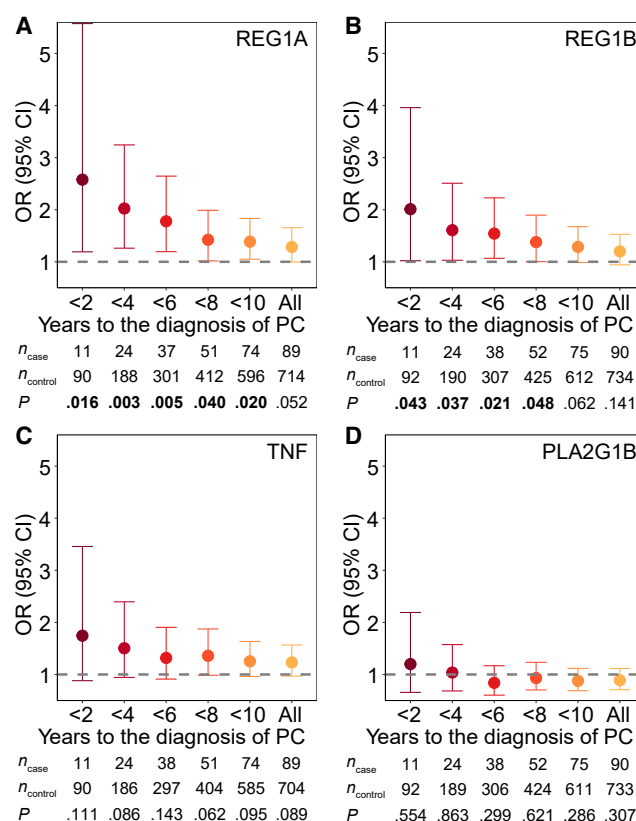 A
REG1A
5
4
3
2
1
OR (95% CI)
<2 <4 <6 <8 <10 All
Years to the diagnosis of PC
ncase 11 24 37 51 74 89
ncontrol 90 188 301 412 596 714
P .016 .003 .005 .040 .020 .052
B
REG1B
5
4
3
2
1
OR (95% CI)
<2 <4 <6 <8 <10 All
Years to the diagnosis of PC
ncase 11 24 38 52 75 90
ncontrol 92 190 307 425 612 734
P .043 .037 .021 .048 .062 .141
C
TNF
5
4
3
2
1
OR (95% CI)
<2 <4 <6 <8 <10 All
Years to the diagnosis of PC
ncase 11 24 38 51 74 89
ncontrol 90 186 297 404 585 704
P .111 .086 .143 .062 .095 .089
D
PLA2G1B
5
4
3
2
1
OR (95% CI)
<2 <4 <6 <8 <10 All
Years to the diagnosis of PC
ncase 11 24 38 52 75 90
ncontrol 92 189 306 424 611 733
P .554 .863 .299 .621 .286 .307